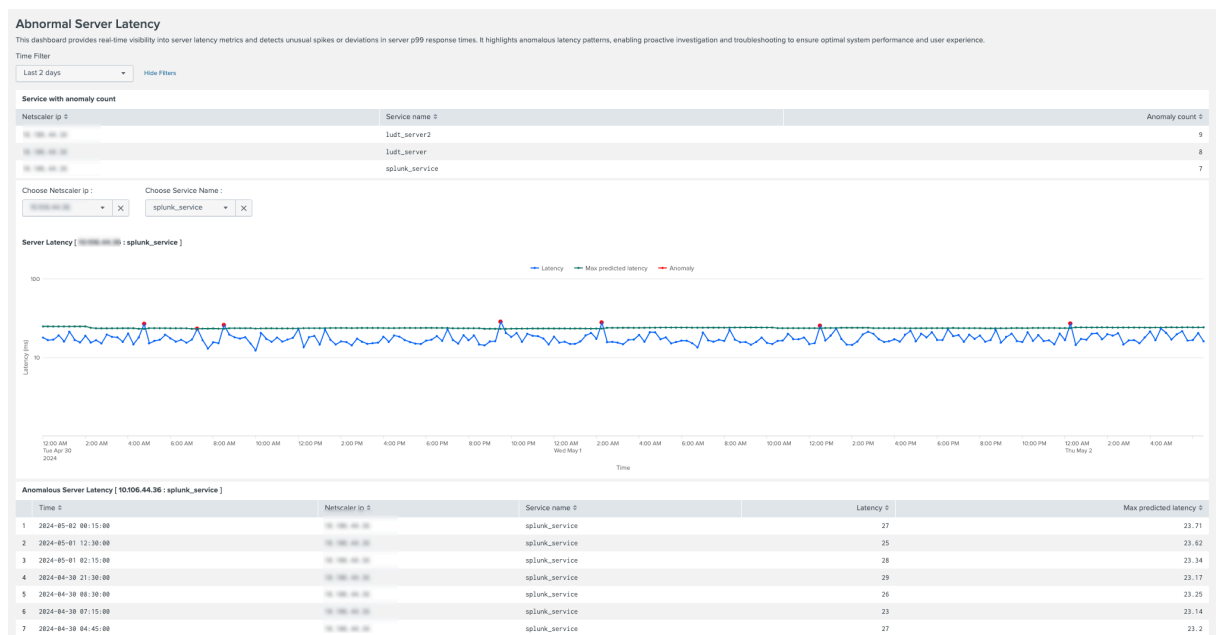 Abnormal Server Latency
This dashboard provides real-time visibility into server latency metrics and detects unusual spikes or deviations in server p99 response times. It highlights anomalous latency patterns, enabling proactive investigation and troubleshooting to ensure optimal system performance and user experience.
Time Filter
Last 2 days Hide Filters
Service with anomaly count
Netscaler ip Service name Anomaly count
ludt_server2 9
ludt_server 8
splunk_service 7
Choose Netscaler ip : Choose Service Name :
splunk_service
Server Latency [ : splunk_service ]
Latency Max predicted latency Anomaly
100
10
Latency (ms)
12:00 AM 2:00 AM 4:00 AM 6:00 AM 8:00 AM 10:00 AM 12:00 PM 2:00 PM 4:00 PM 6:00 PM 8:00 PM 10:00 PM 12:00 AM 2:00 AM 4:00 AM 6:00 AM 8:00 AM 10:00 AM 12:00 PM 2:00 PM 4:00 PM 6:00 PM 8:00 PM 10:00 PM 12:00 AM 2:00 AM 4:00 AM
Tue Apr 30 Wed May 1 Thu May 2
2024
Time
Anomalous Server Latency [ 10.106.44.36 : splunk_service ]
Time Netscaler ip Service name Latency Max predicted latency
1 2024-05-02 00:15:00 splunk_service 27 23.71
2 2024-05-01 12:30:00 splunk_service 25 23.62
3 2024-05-01 02:15:00 splunk_service 28 23.34
4 2024-04-30 21:30:00 splunk_service 29 23.17
5 2024-04-30 08:30:00 splunk_service 26 23.25
6 2024-04-30 07:15:00 splunk_service 23 23.14
7 2024-04-30 04:45:00 splunk_service 27 23.2